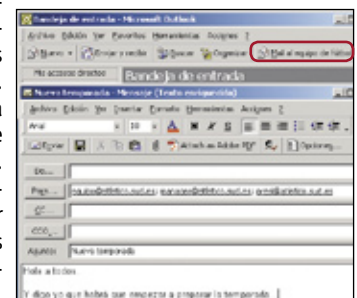 Bandeja de entrada - Microsoft Outlook
Archivo Edición Ver Favoritos Herramientas Acciones ?
Nuevo Enviar y recibir Buscar Organizar Mail al equipo de fútbol
Mis accesos directos Bandeja de entrada
Nueva temporada - Mensaje (Texto enriquecido)
Archivo Edición Ver Insertar Formato Herramientas Acciones ?
Arial 10 A N K S
Enviar Attach as Adobe PDF Opciones...
De...
Para...
CC...
CCO...
Asunto: Nueva temporada
Hola a todos
Y digo yo que habrá que empezar a preparar la temporada.